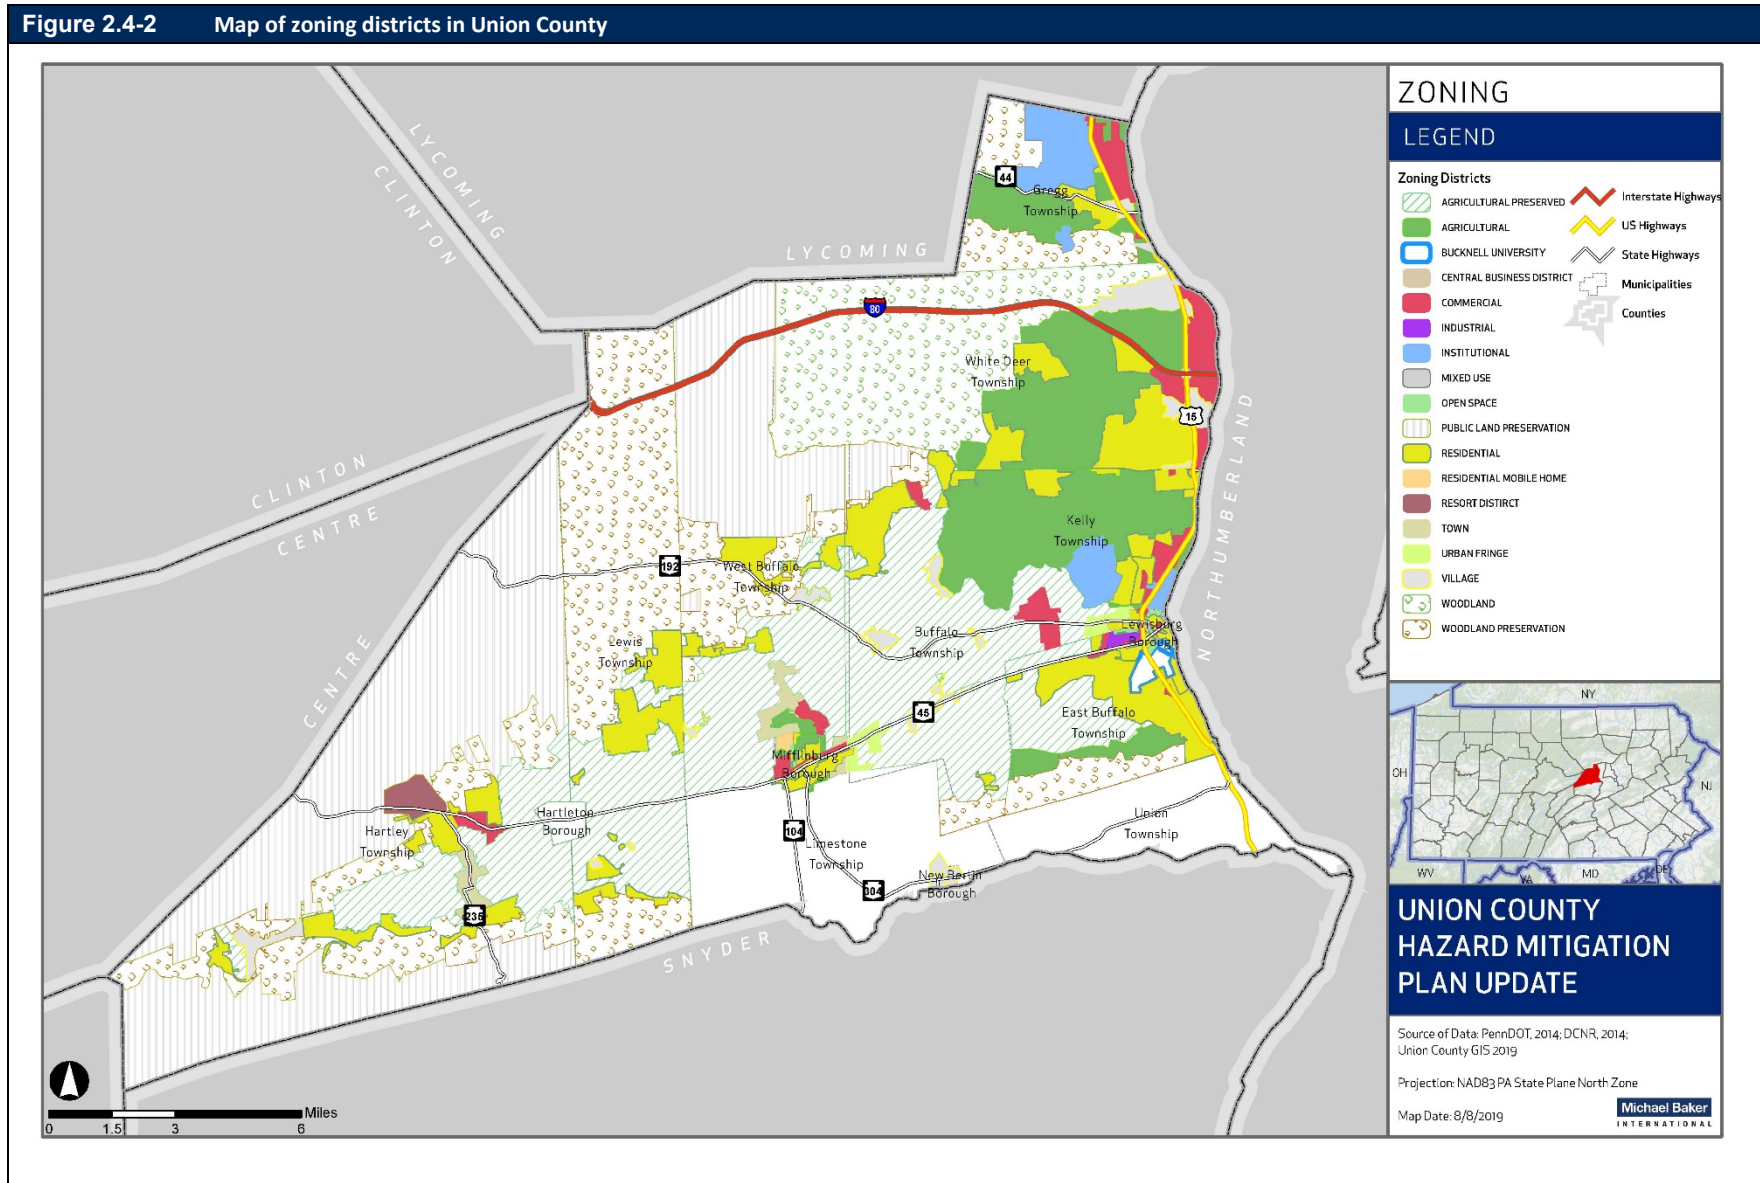 Figure 2.4-2 Map of zoning districts in Union County
ZONING
LEGEND
Zoning Districts
AGRICULTURAL PRESERVED
AGRICULTURAL
BUCKNELL UNIVERSITY
CENTRAL BUSINESS DISTRICT
COMMERCIAL
INDUSTRIAL
INSTITUTIONAL
MIXED USE
OPEN SPACE
PUBLIC LAND PRESERVATION
RESIDENTIAL
RESIDENTIAL MOBILE HOME
RESORT DISTIRCT
TOWN
URBAN FRINGE
VILLAGE
WOODLAND
WOODLAND PRESERVATION
Interstate Highways
US Highways
State Highways
Municipalities
Counties
LYCOMING
CLINTON
LYCOMING
CLINTON
CENTRE
CENTRE
NORTHUMBERLAND
SNYDER
44
Gregg
Township
80
White Deer
Township
15
Kelly
Township
192
West Buffalo
Township
Buffalo
Township
Lewisburg
Borough
Lewis
Township
45
East Buffalo
Township
Mifflinberg
Borough
Hartleton
Borough
Hartley
Township
104
Limestone
Township
Union
Township
304
New Berlin
Borough
235
Miles
0 1.5 3 6
NY
OH
NJ
WV
VA
MD
DE
UNION COUNTY
HAZARD MITIGATION
PLAN UPDATE
Source of Data: PennDOT, 2014; DCNR, 2014;
Union County GIS 2019
Projection: NAD83 PA State Plane North Zone
Map Date: 8/8/2019
Michael Baker
INTERNATIONAL